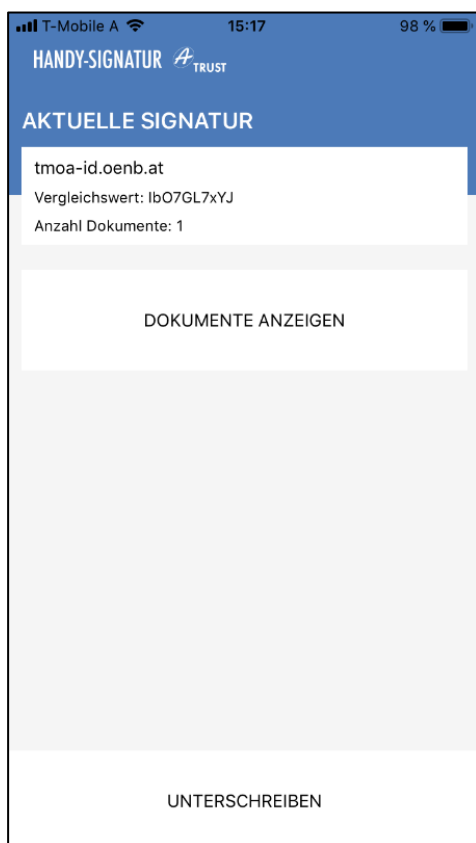 T-Mobile A 15:17 98 %
HANDY-SIGNATUR A TRUST
AKTUELLE SIGNATUR
tmoa-id.oenb.at
Vergleichswert: IbO7GL7xYJ
Anzahl Dokumente: 1
DOKUMENTE ANZEIGEN
UNTERSCHREIBEN